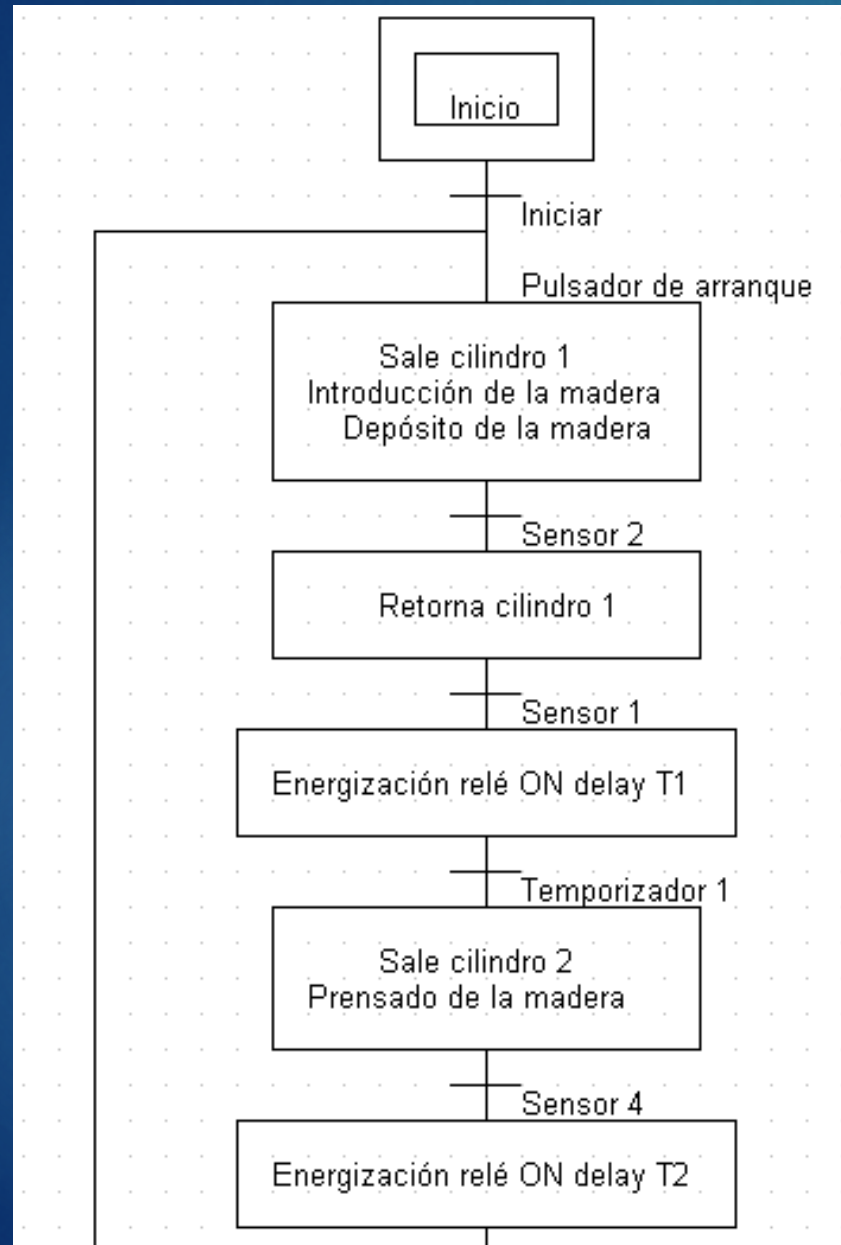 Inicio
Iniciar
Pulsador de arranque
Sale cilindro 1
Introducción de la madera
Depósito de la madera
Sensor 2
Retorna cilindro 1
Sensor 1
Energización relé ON delay T1
Temporizador 1
Sale cilindro 2
Prensado de la madera
Sensor 4
Energización relé ON delay T2